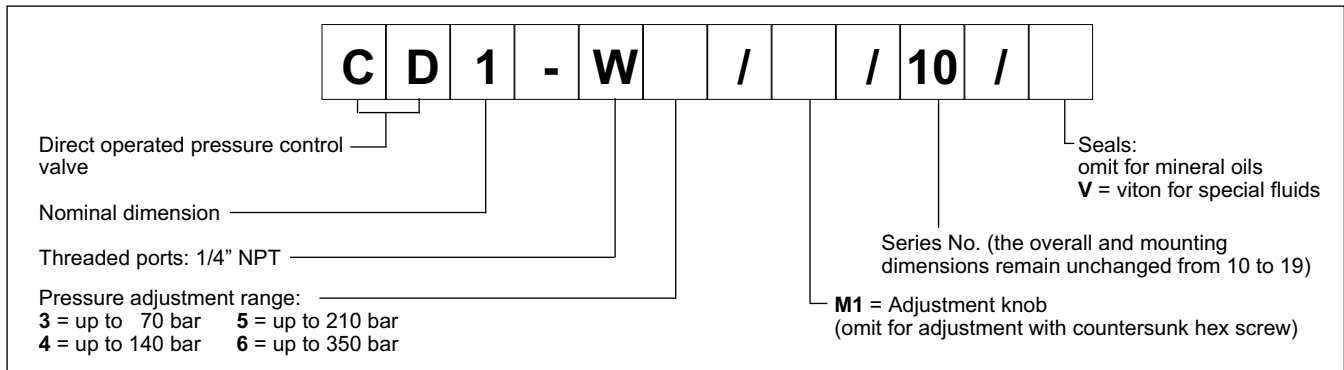 C D 1 - W / / 10 /
Direct operated pressure control
valve
Nominal dimension
Threaded ports: 1/4” NPT
Pressure adjustment range:
3 = up to 70 bar 5 = up to 210 bar
4 = up to 140 bar 6 = up to 350 bar
Seals:
omit for mineral oils
V = viton for special fluids
Series No. (the overall and mounting
dimensions remain unchanged from 10 to 19)
M1 = Adjustment knob
(omit for adjustment with countersunk hex screw)